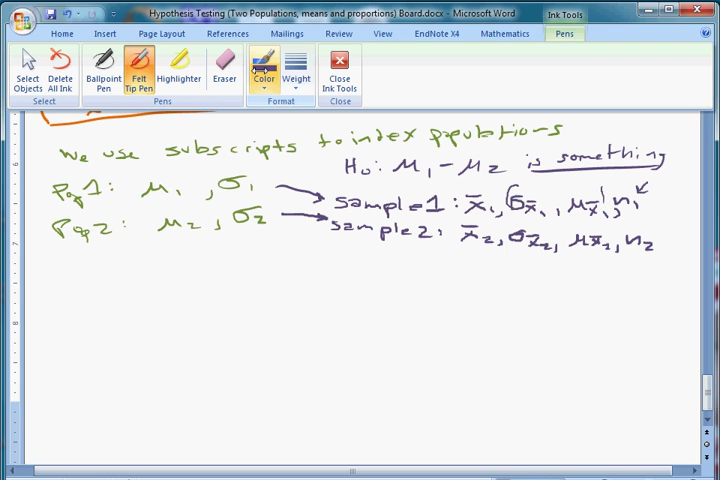 Hypothesis Testing (Two Populations, means and proportions) Board.docx - Microsoft Word
Ink Tools
Home Insert Page Layout References Mailings Review View EndNote X4 Mathematics Pens
Select Objects
Delete All Ink
Ballpoint Pen
Felt Tip Pen
Highlighter
Eraser
Color
Weight
Close Ink Tools
Select Pens Format Close
We use subscripts to index populations
H₀: μ₁ - μ₂ is something
Pop 1: μ₁, σ₁
sample 1: x̄₁, σx̄₁, μx̄₁, n₁
Pop 2: μ₂, σ₂
sample 2: x̄₂, σx̄₂, μx̄₂, n₂
6
7
8